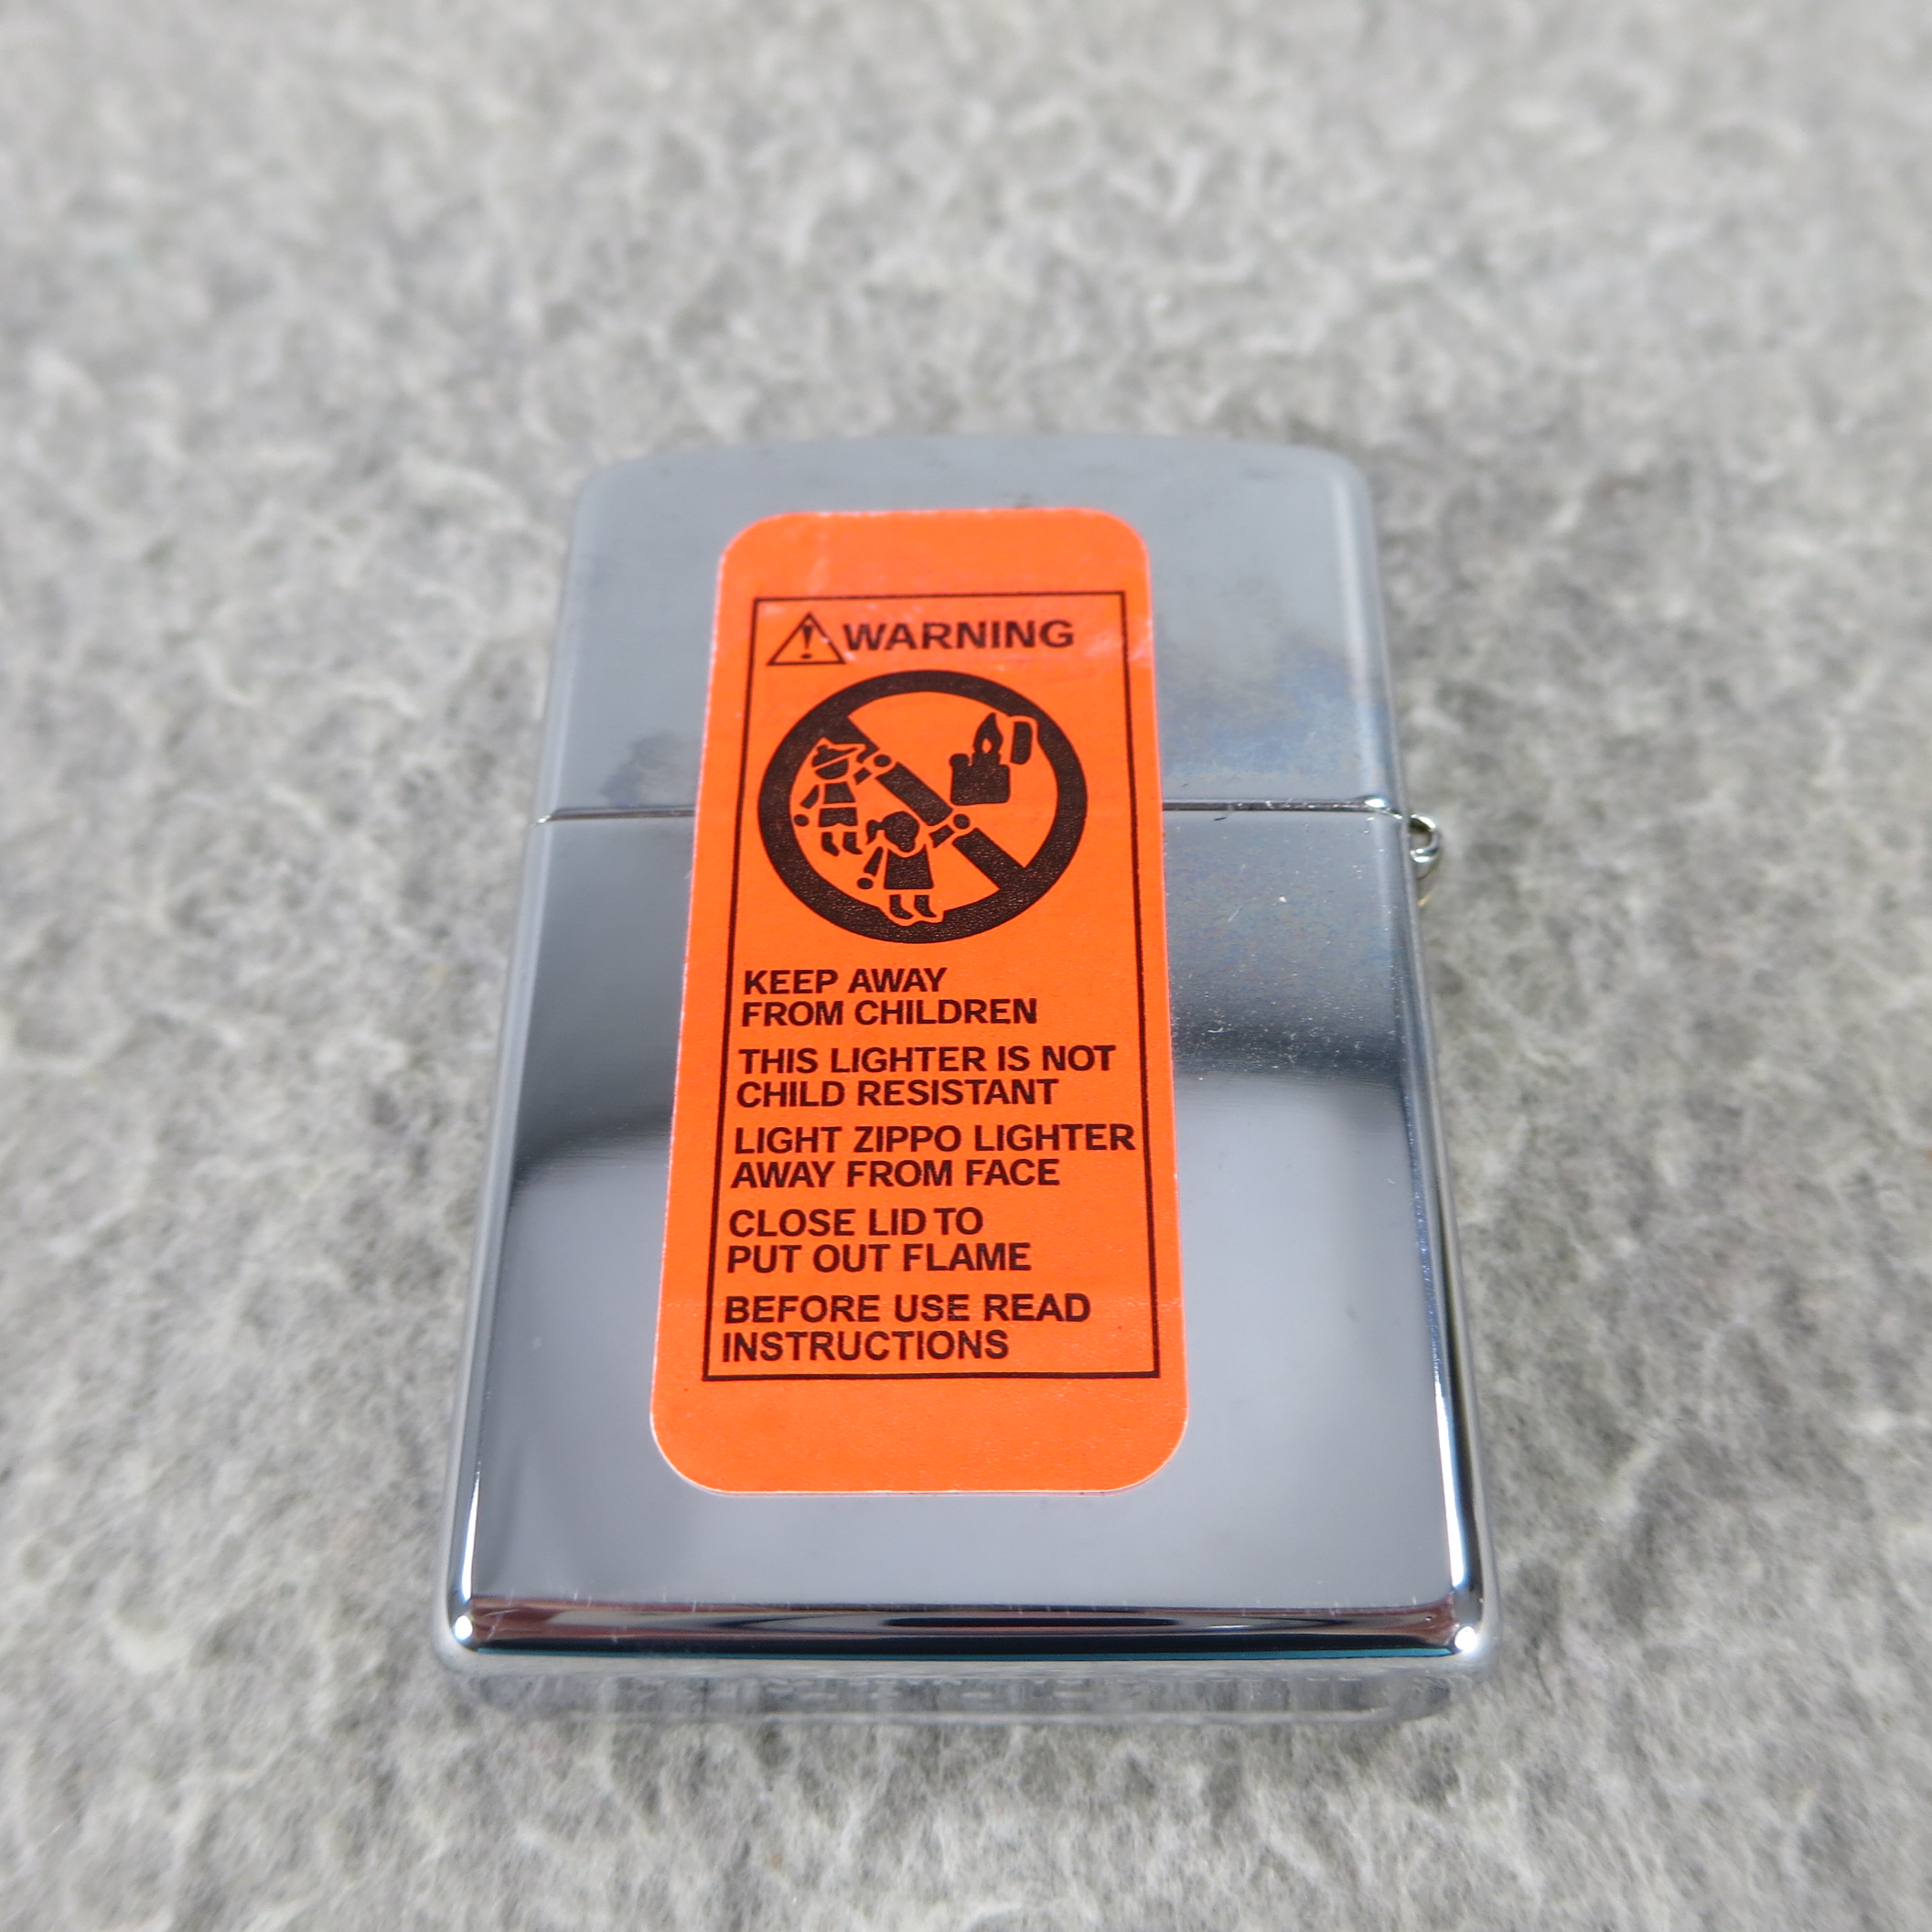 WARNING
KEEP AWAY
FROM CHILDREN
THIS LIGHTER IS NOT
CHILD RESISTANT
LIGHT ZIPPO LIGHTER
AWAY FROM FACE
CLOSE LID TO
PUT OUT FLAME
BEFORE USE READ
INSTRUCTIONS